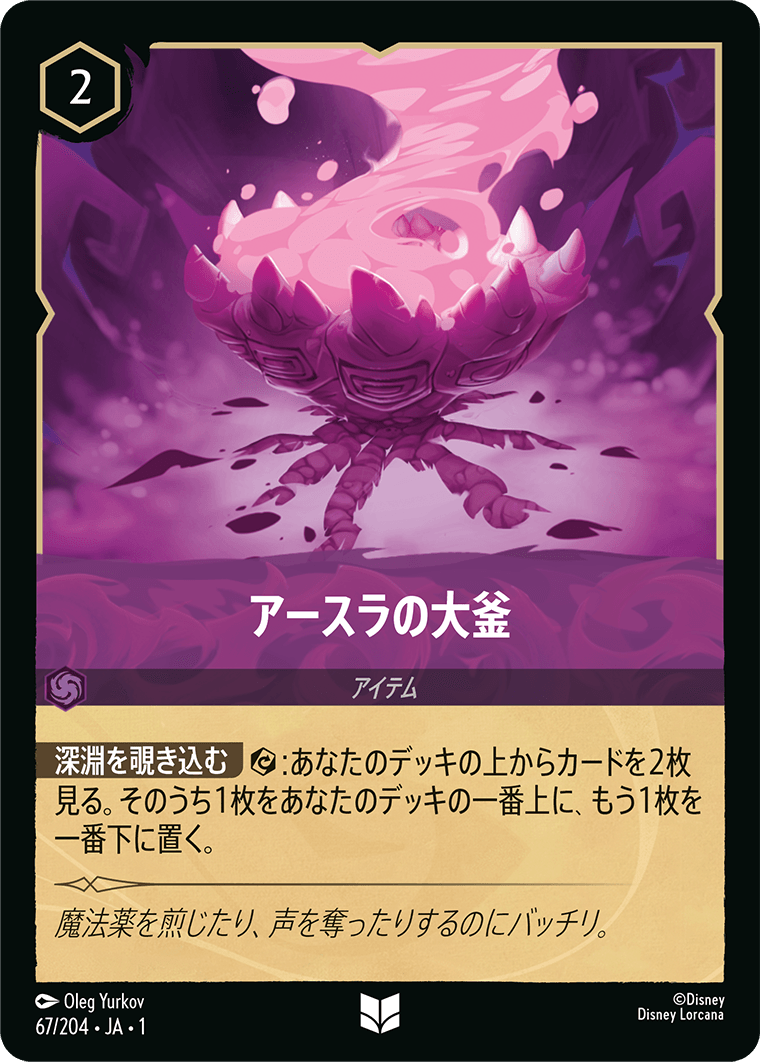 2
アースラの大釜
アイテム
深淵を覗き込む :あなたのデッキの上からカードを2枚
見る。そのうち1枚をあなたのデッキの一番上に、もう1枚を
一番下に置く。
魔法薬を煎じたり、声を奪ったりするのにバッチリ。
Oleg Yurkov
67/204 • JA • 1
©Disney
Disney Lorcana